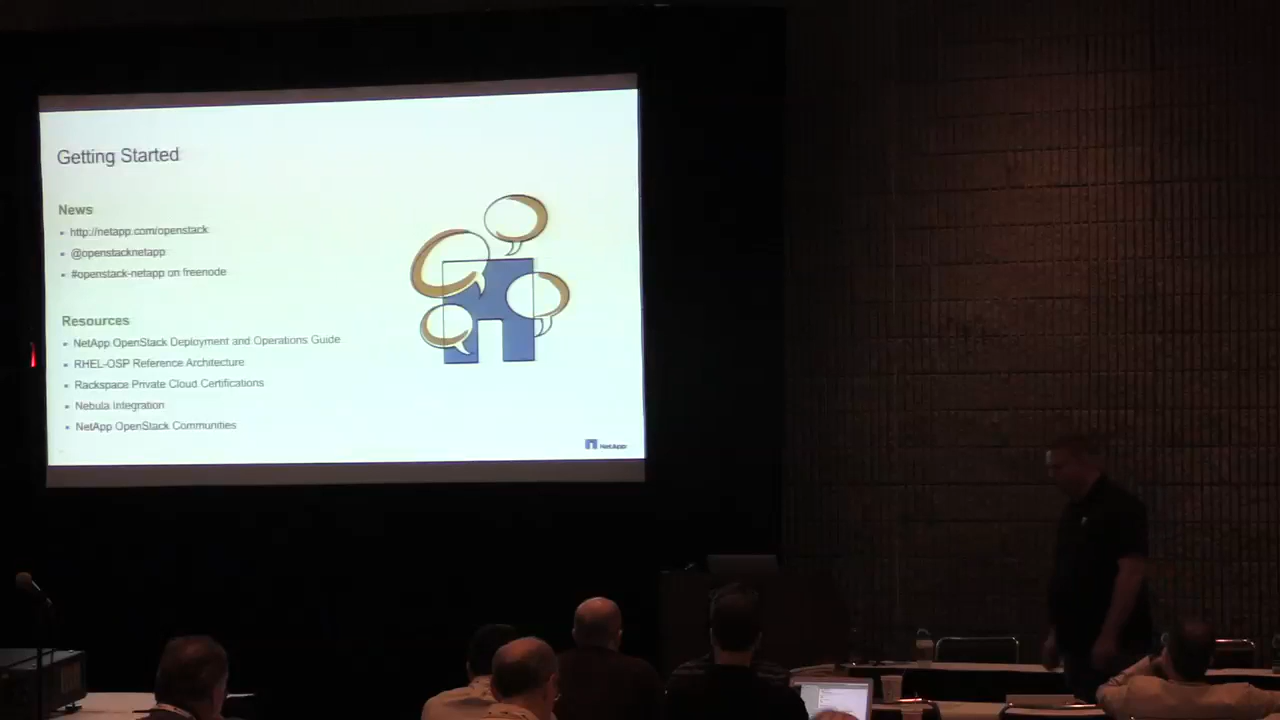 Getting Started
News
http://netapp.com/openstack
@openstacknetapp
#openstack-netapp on freenode
Resources
NetApp OpenStack Deployment and Operations Guide
RHEL-OSP Reference Architecture
Rackspace Private Cloud Certifications
Nebula Integration
NetApp OpenStack Communities
NetApp